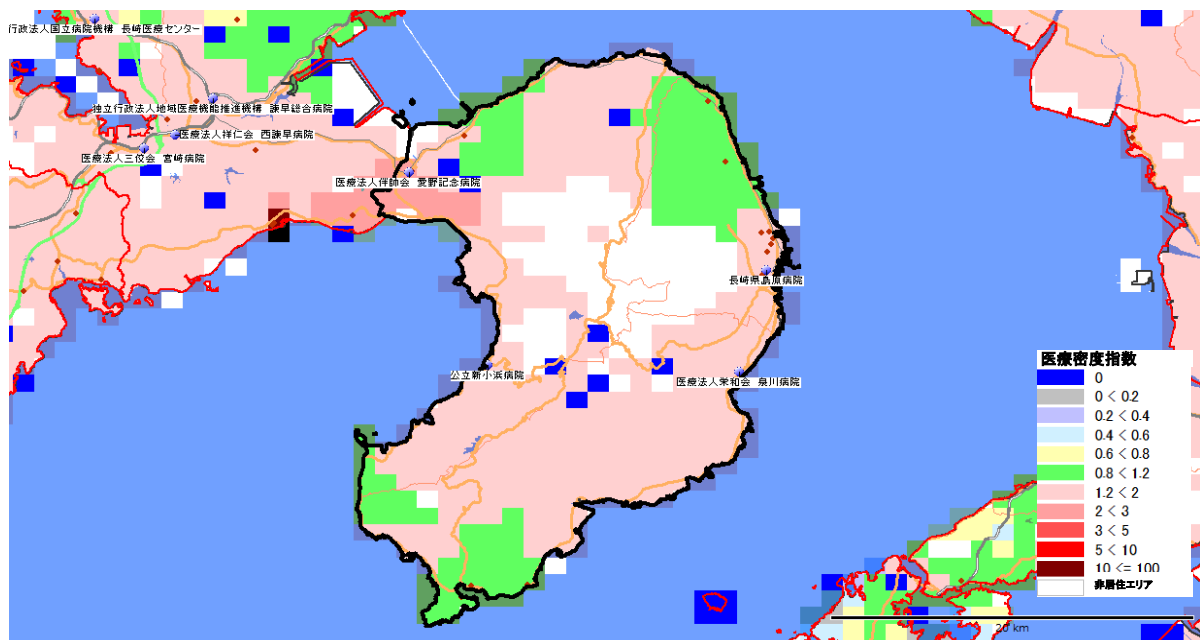 行政法人国立病院機構 長崎医療センター
独立行政法人地域医療機能推進機構 諫早総合病院
医療法人祥仁会 西諫早病院
医療法人三佼会 宮崎病院
医療法人伴帥会 愛野記念病院
長崎県島原病院
公立新小浜病院
医療法人栄和会 泉川病院
医療密度指数
0
0 < 0.2
0.2 < 0.4
0.4 < 0.6
0.6 < 0.8
0.8 < 1.2
1.2 < 2
2 < 3
3 < 5
5 < 10
10 <= 100
非居住エリア
20 km